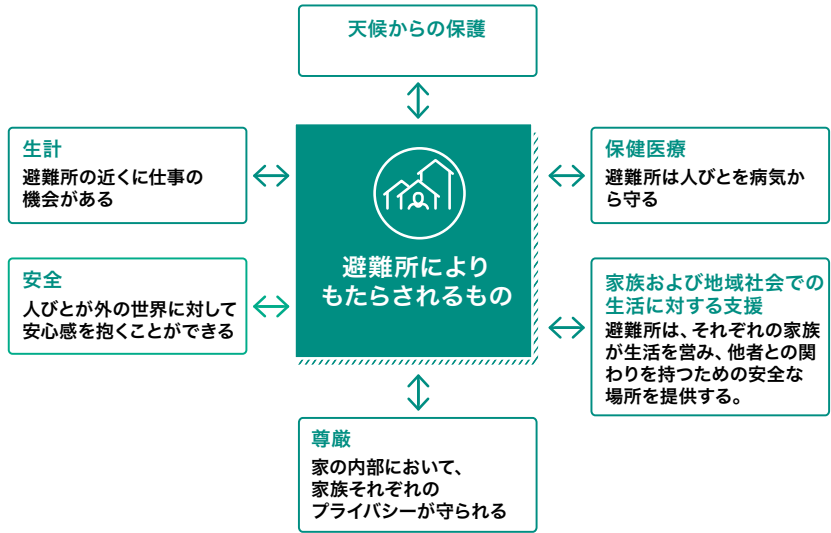 天候からの保護
生計
避難所の近くに仕事の
機会がある
保健医療
避難所は人びとを病気か
ら守る
避難所により
もたらされるもの
安全
人びとが外の世界に対して
安心感を抱くことができる
家族および地域社会での
生活に対する支援
避難所は、それぞれの家族
が生活を営み、他者との関
わりを持つための安全な
場所を提供する。
尊厳
家の内部において、
家族それぞれの
プライバシーが守られる